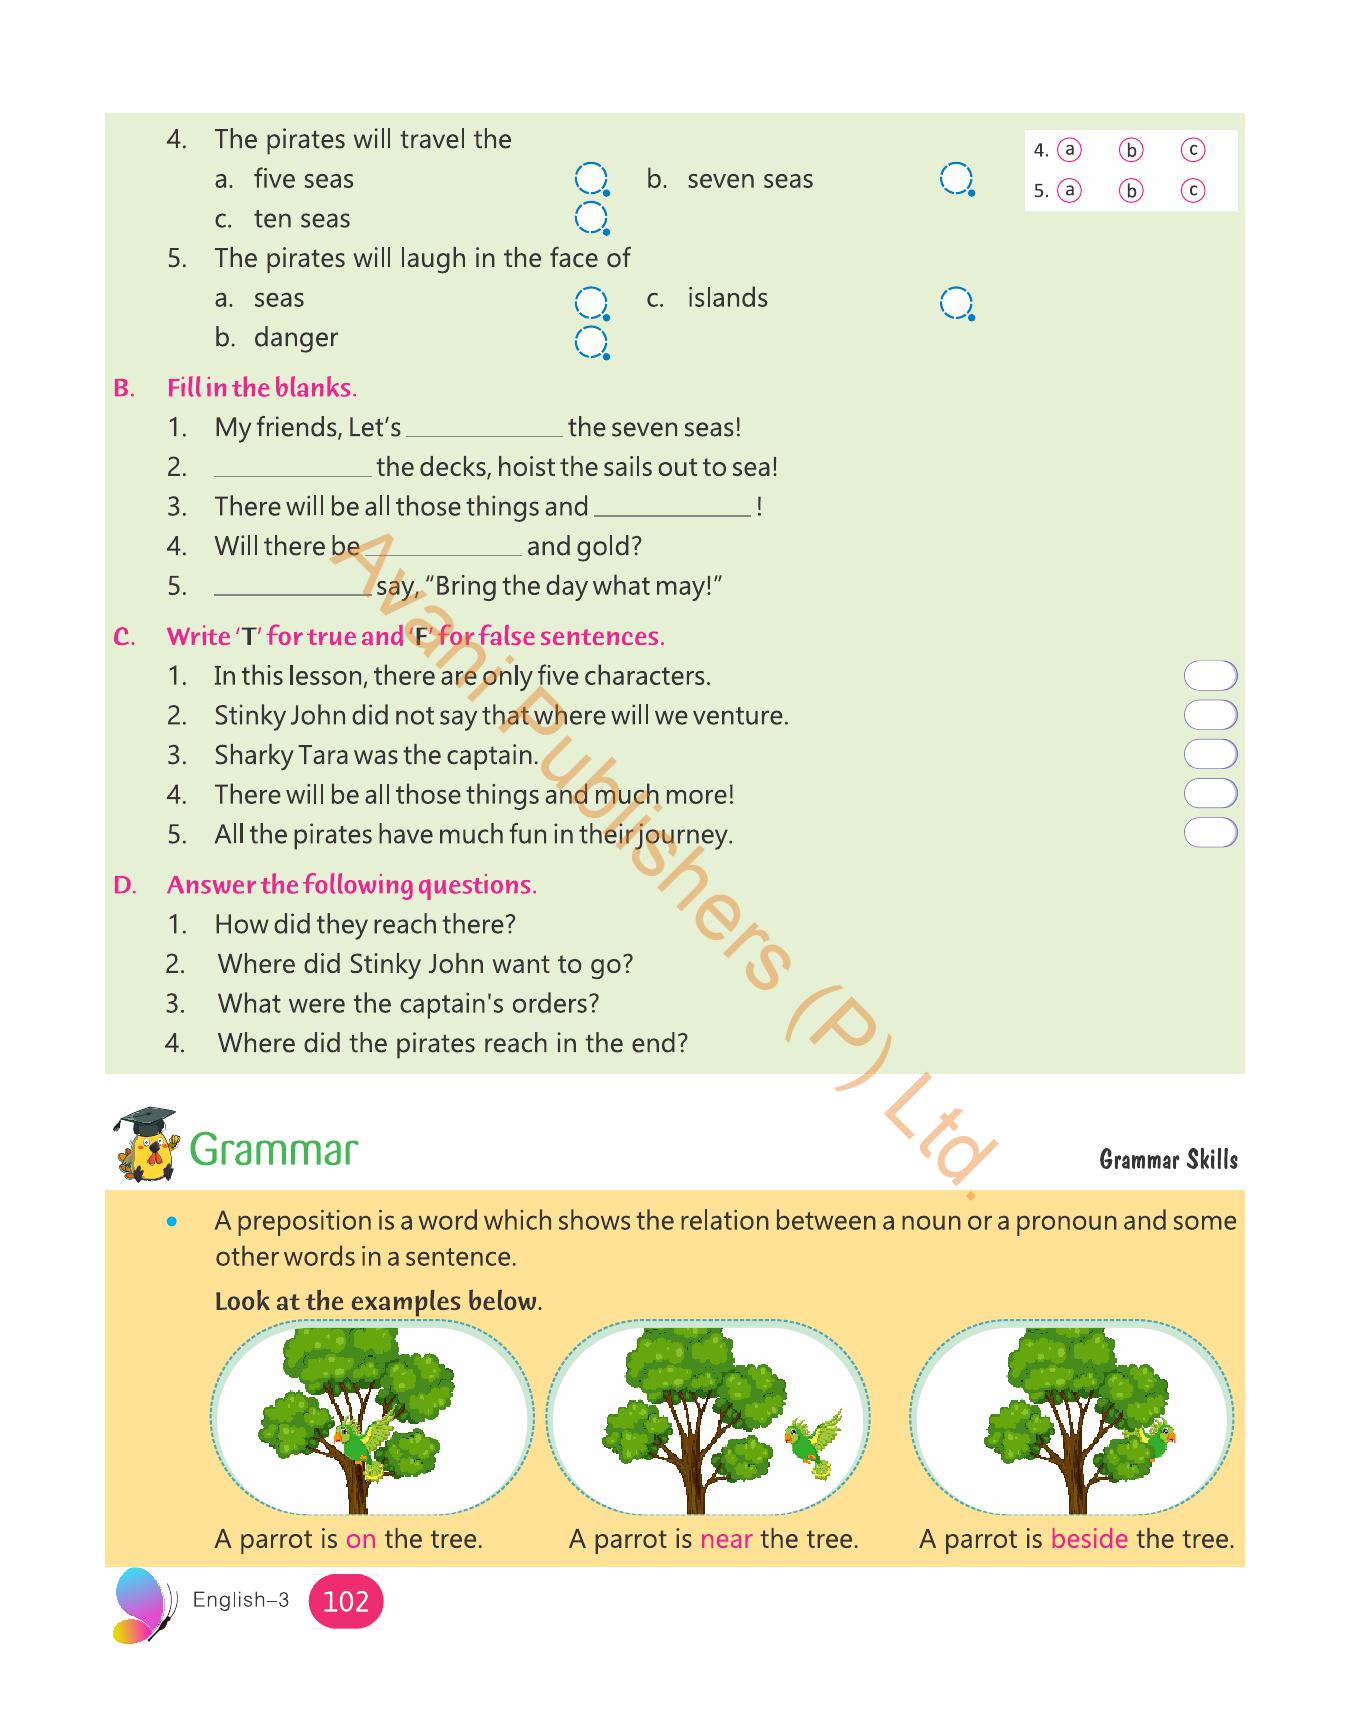 4. The pirates will travel the
a. five seas b. seven seas
c. ten seas
4. a b c
5. a b c
5. The pirates will laugh in the face of
a. seas c. islands
b. danger
B. Fill in the blanks.
1. My friends, Let’s ____________ the seven seas!
2. ____________ the decks, hoist the sails out to sea!
3. There will be all those things and ____________ !
4. Will there be ____________ and gold?
5. ____________ say, “Bring the day what may!”
C. Write ‘T’ for true and ‘F’ for false sentences.
1. In this lesson, there are only five characters.
2. Stinky John did not say that where will we venture.
3. Sharky Tara was the captain.
4. There will be all those things and much more!
5. All the pirates have much fun in their journey.
D. Answer the following questions.
1. How did they reach there?
2. Where did Stinky John want to go?
3. What were the captain's orders?
4. Where did the pirates reach in the end?
Avani Publishers (P) Ltd.
Grammar Grammar Skills
• A preposition is a word which shows the relation between a noun or a pronoun and some
other words in a sentence.
Look at the examples below.
A parrot is on the tree. A parrot is near the tree. A parrot is beside the tree.
English–3 102